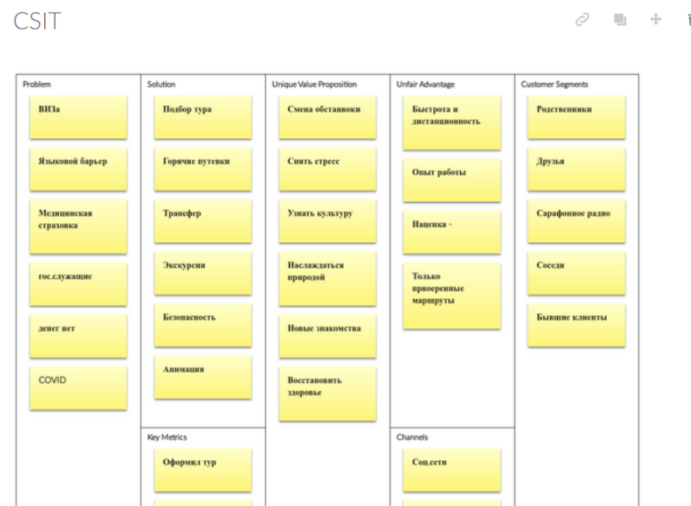 CSIT
Problem
ВИЗа
Языковой барьер
Медицинская
страховка
гос.служащие
денег нет
COVID
Solution
Подбор тура
Горячие путевки
Трансфер
Экскурсия
Безопасность
Анимация
Key Metrics
Оформил тур
Unique Value Proposition
Смена обстановки
Снять стресс
Узнать культуру
Наслаждаться
природой
Новые знакомства
Восстановить
здоровье
Unfair Advantage
Быстрота и
дистанционность
Опыт работы
Наценка -
Только
првоеренные
маршруты
Channels
Соц.сети
Customer Segments
Родственники
Друзья
Сарафонное радио
Соседи
Бывшие клиенты